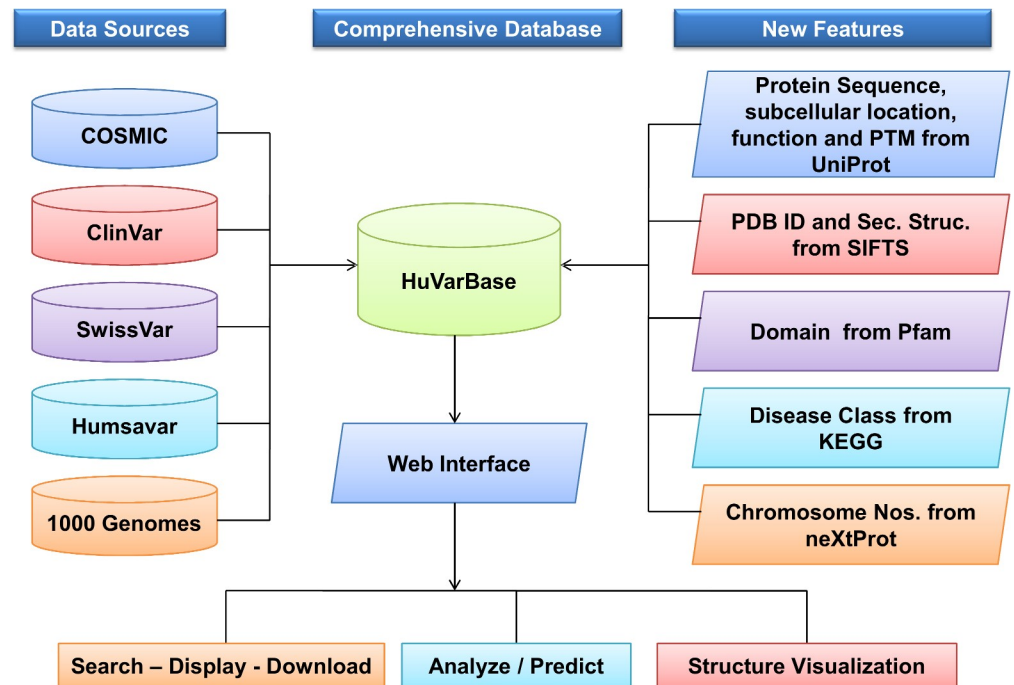 Data Sources
Comprehensive Database
New Features
COSMIC
ClinVar
SwissVar
Humsavar
1000 Genomes
HuVarBase
Web Interface
Protein Sequence,
subcellular location,
function and PTM from
UniProt
PDB ID and Sec. Struc.
from SIFTS
Domain from Pfam
Disease Class from
KEGG
Chromosome Nos. from
neXtProt
Search – Display - Download
Analyze / Predict
Structure Visualization